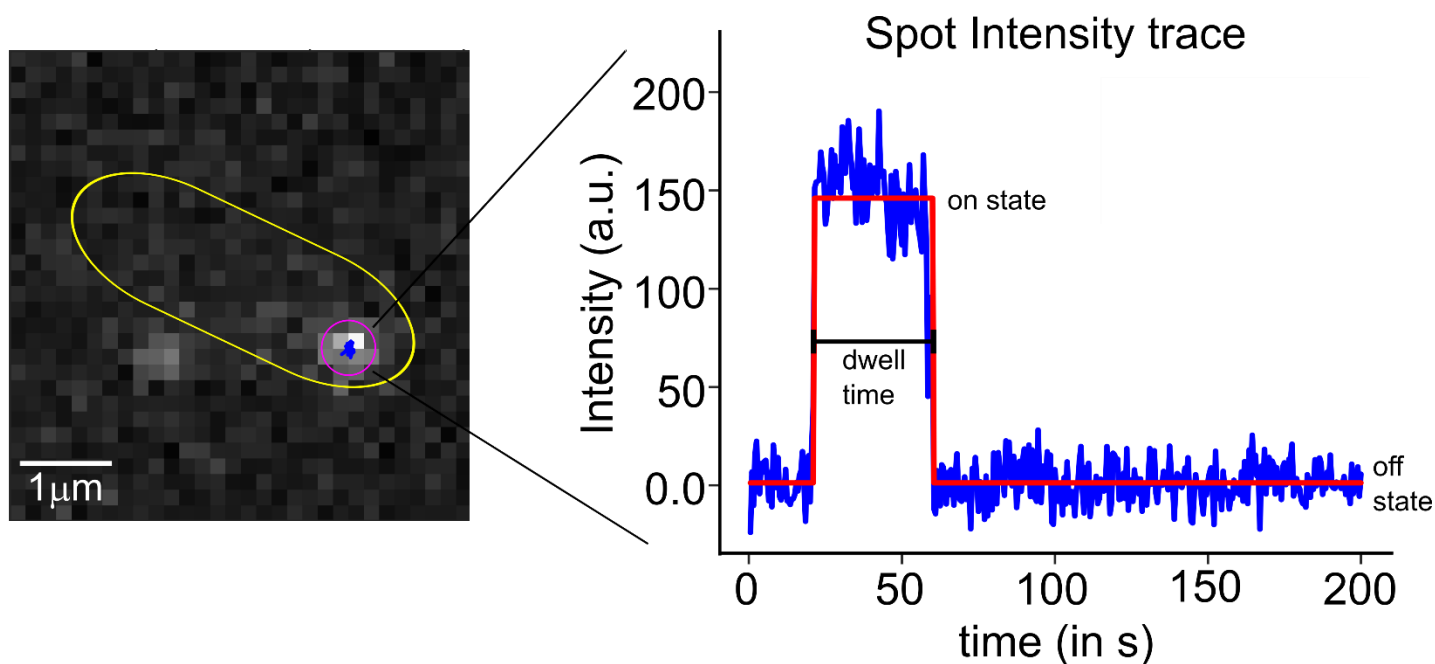 Spot Intensity trace
200
150
100
50
0.0
Intensity (a.u.)
on state
dwell
time
off
state
0 50 100 150 200
time (in s)
1μm